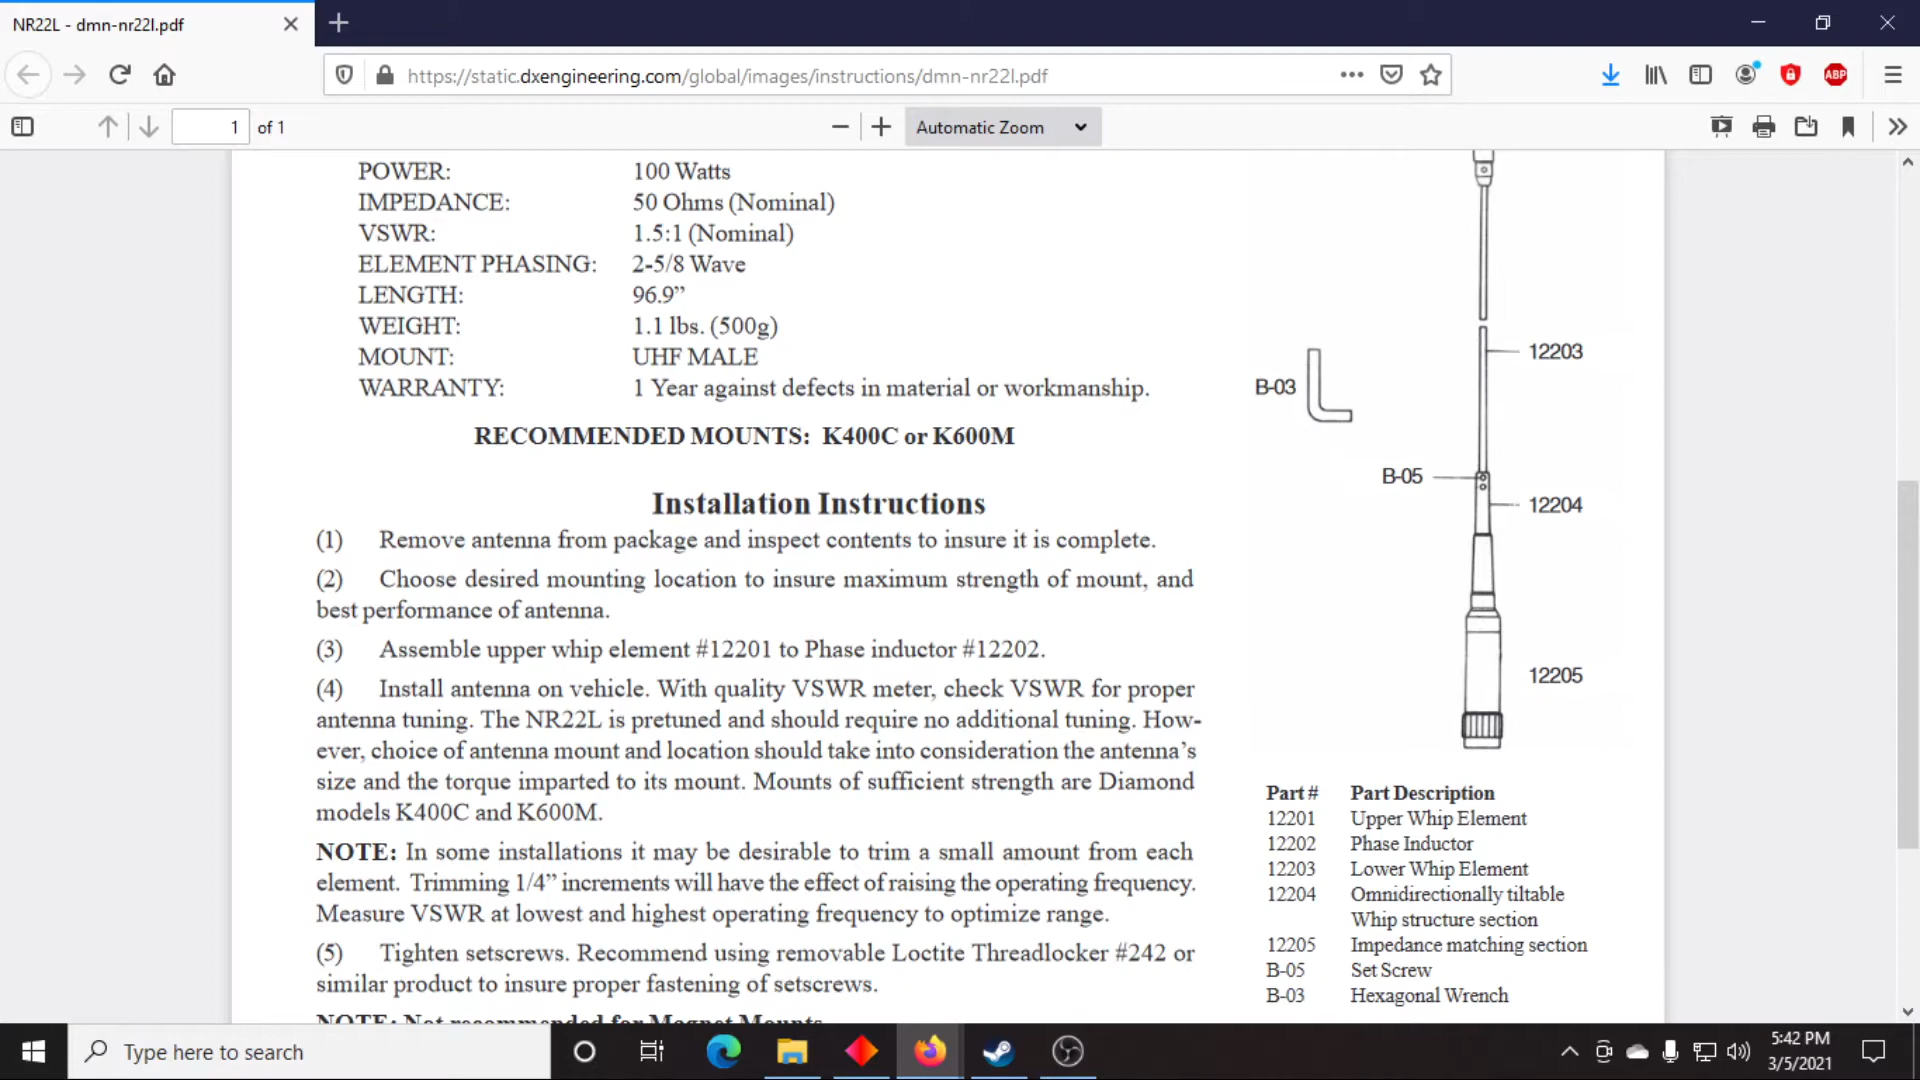 NR22L - dmn-nr22l.pdf
https://static.dxengineering.com/global/images/instructions/dmn-nr22l.pdf
ABP
1 of 1
Automatic Zoom
POWER: 100 Watts
IMPEDANCE: 50 Ohms (Nominal)
VSWR: 1.5:1 (Nominal)
ELEMENT PHASING: 2-5/8 Wave
LENGTH: 96.9”
WEIGHT: 1.1 lbs. (500g)
MOUNT: UHF MALE
WARRANTY: 1 Year against defects in material or workmanship.
RECOMMENDED MOUNTS: K400C or K600M
Installation Instructions
(1) Remove antenna from package and inspect contents to insure it is complete.
(2) Choose desired mounting location to insure maximum strength of mount, and
best performance of antenna.
(3) Assemble upper whip element #12201 to Phase inductor #12202.
(4) Install antenna on vehicle. With quality VSWR meter, check VSWR for proper
antenna tuning. The NR22L is pretuned and should require no additional tuning. How-
ever, choice of antenna mount and location should take into consideration the antenna’s
size and the torque imparted to its mount. Mounts of sufficient strength are Diamond
models K400C and K600M.
NOTE: In some installations it may be desirable to trim a small amount from each
element. Trimming 1/4” increments will have the effect of raising the operating frequency.
Measure VSWR at lowest and highest operating frequency to optimize range.
(5) Tighten setscrews. Recommend using removable Loctite Threadlocker #242 or
similar product to insure proper fastening of setscrews.
NOTE: Not recommended for Magnet Mounts
12203
B-03
B-05
12204
12205
Part # Part Description
12201 Upper Whip Element
12202 Phase Inductor
12203 Lower Whip Element
12204 Omnidirectionally tiltable
Whip structure section
12205 Impedance matching section
B-05 Set Screw
B-03 Hexagonal Wrench
Type here to search
5:42 PM
3/5/2021